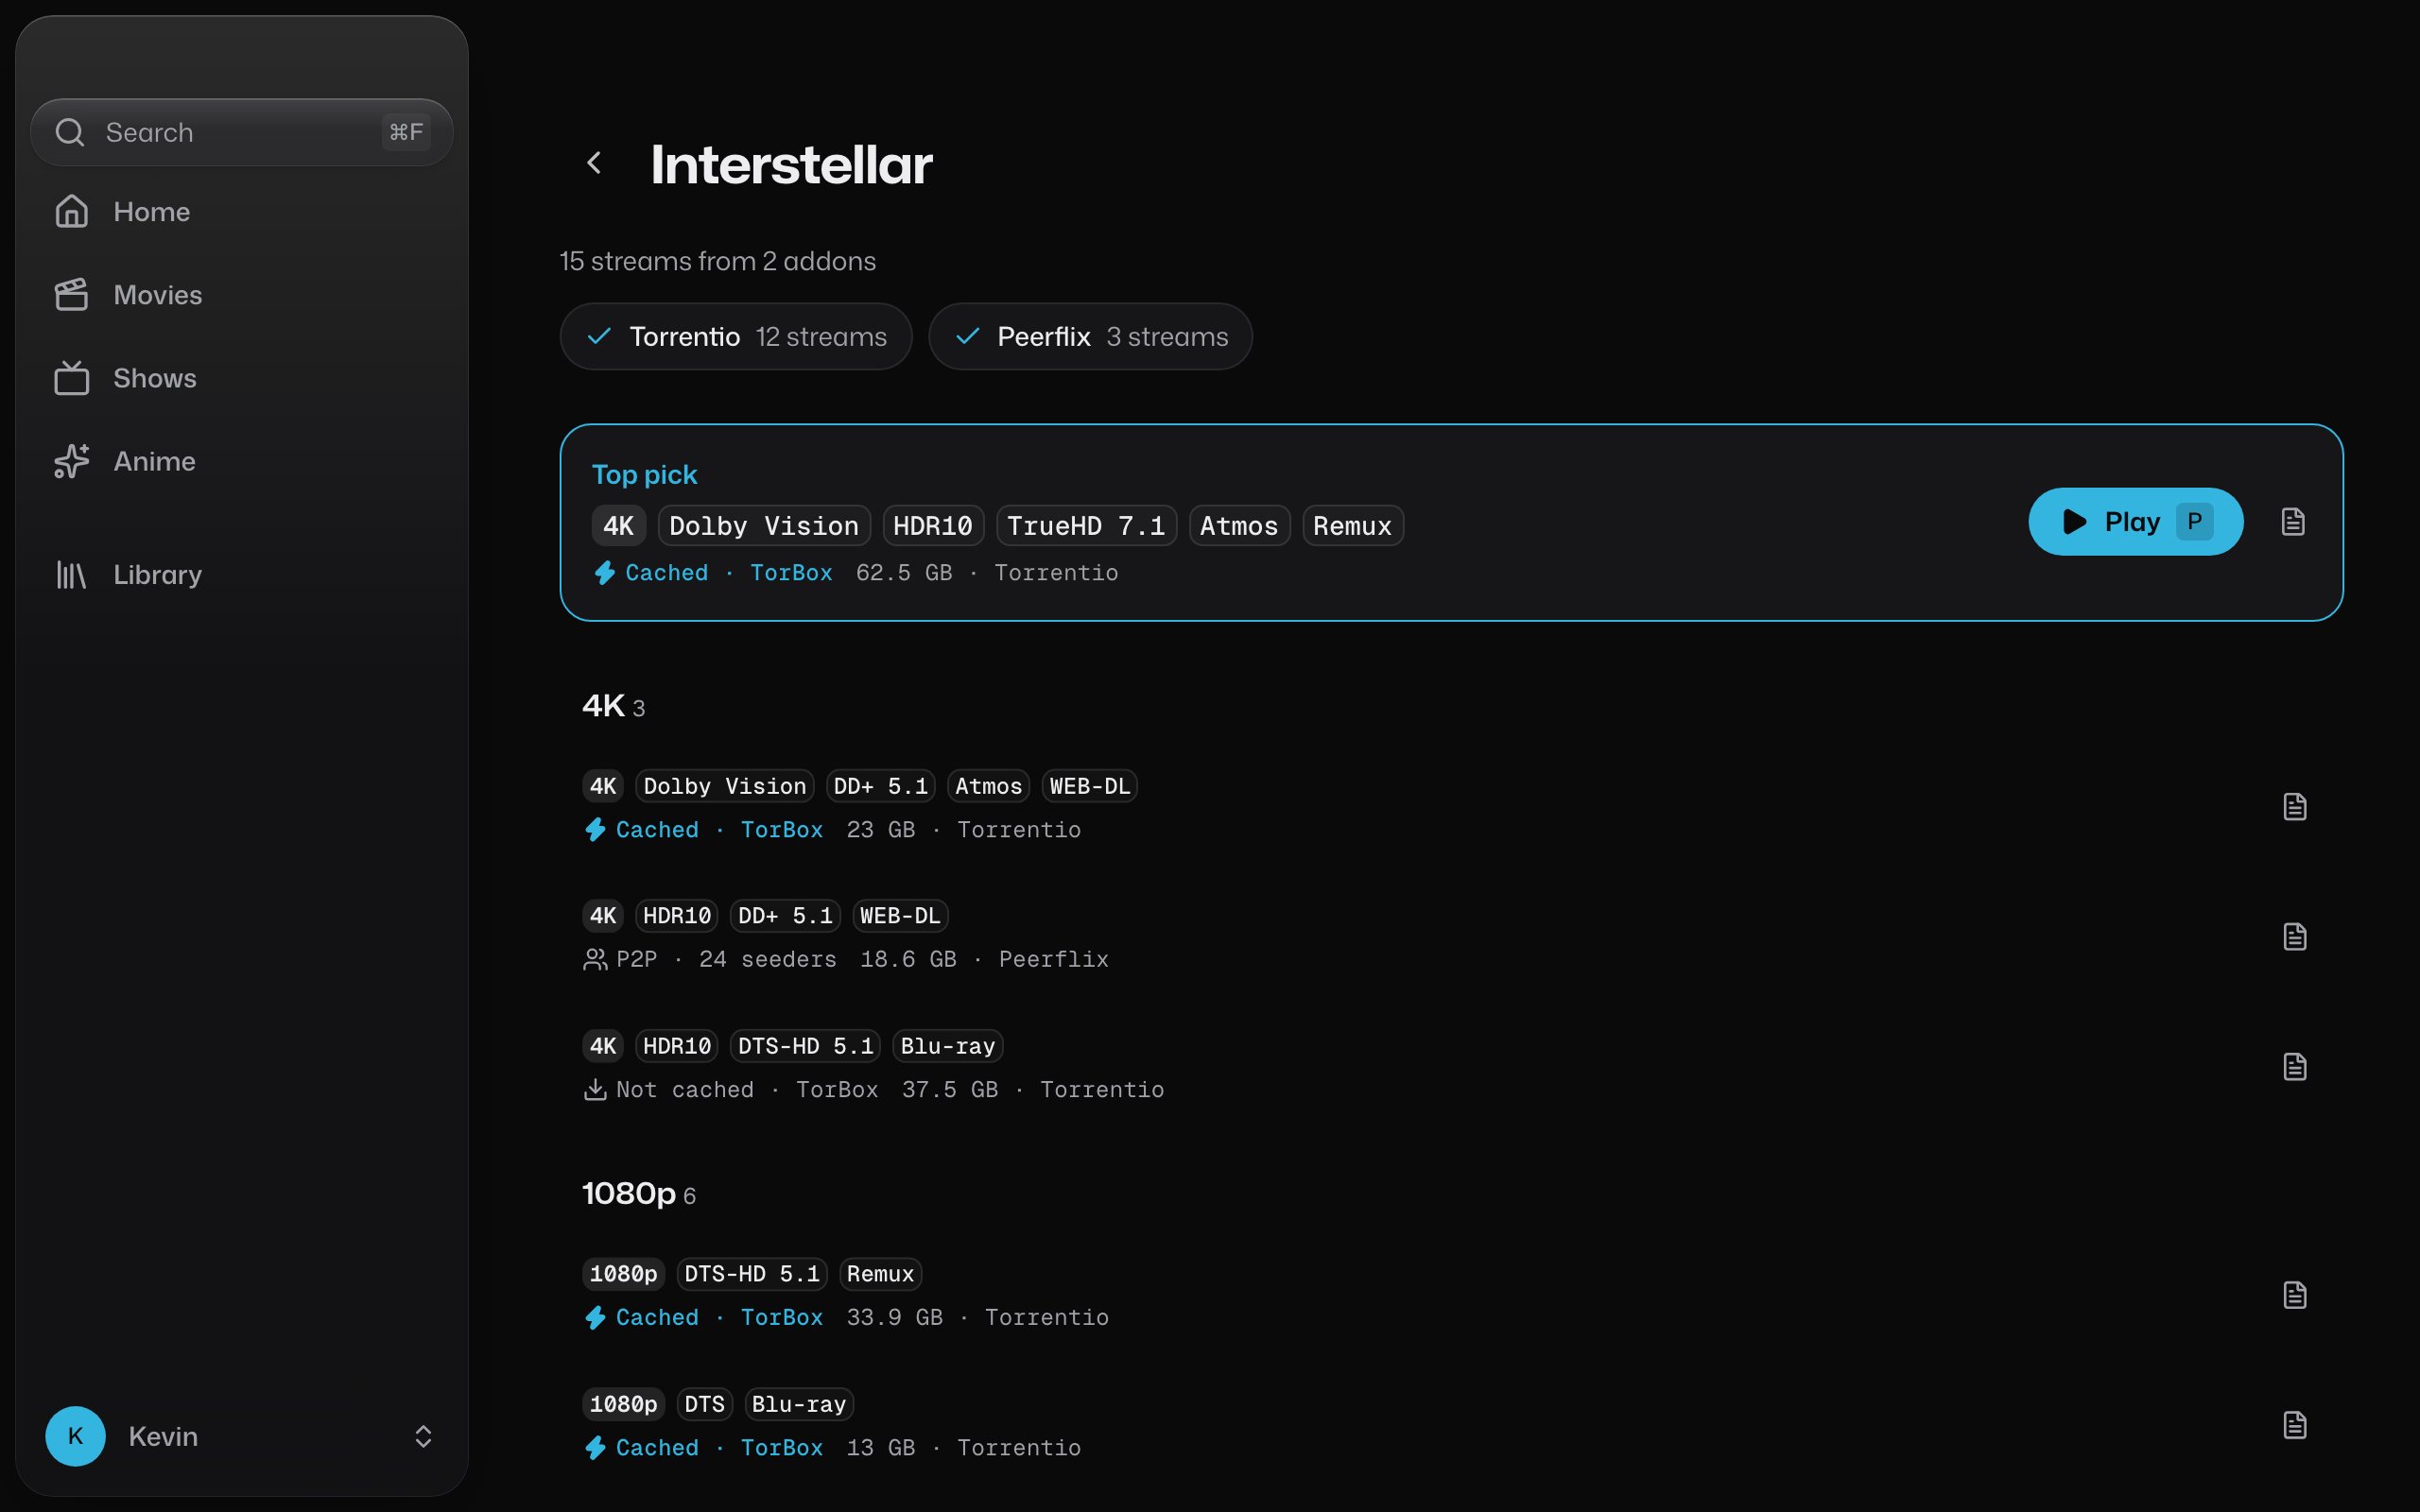 Search ⌘F
Home
Movies
Shows
Anime
Library
K Kevin
Interstellar
15 streams from 2 addons
Torrentio 12 streams Peerflix 3 streams
Top pick
4K Dolby Vision HDR10 TrueHD 7.1 Atmos Remux
Cached · TorBox 62.5 GB · Torrentio
Play P
4K 3
4K Dolby Vision DD+ 5.1 Atmos WEB-DL
Cached · TorBox 23 GB · Torrentio
4K HDR10 DD+ 5.1 WEB-DL
P2P · 24 seeders 18.6 GB · Peerflix
4K HDR10 DTS-HD 5.1 Blu-ray
Not cached · TorBox 37.5 GB · Torrentio
1080p 6
1080p DTS-HD 5.1 Remux
Cached · TorBox 33.9 GB · Torrentio
1080p DTS Blu-ray
Cached · TorBox 13 GB · Torrentio